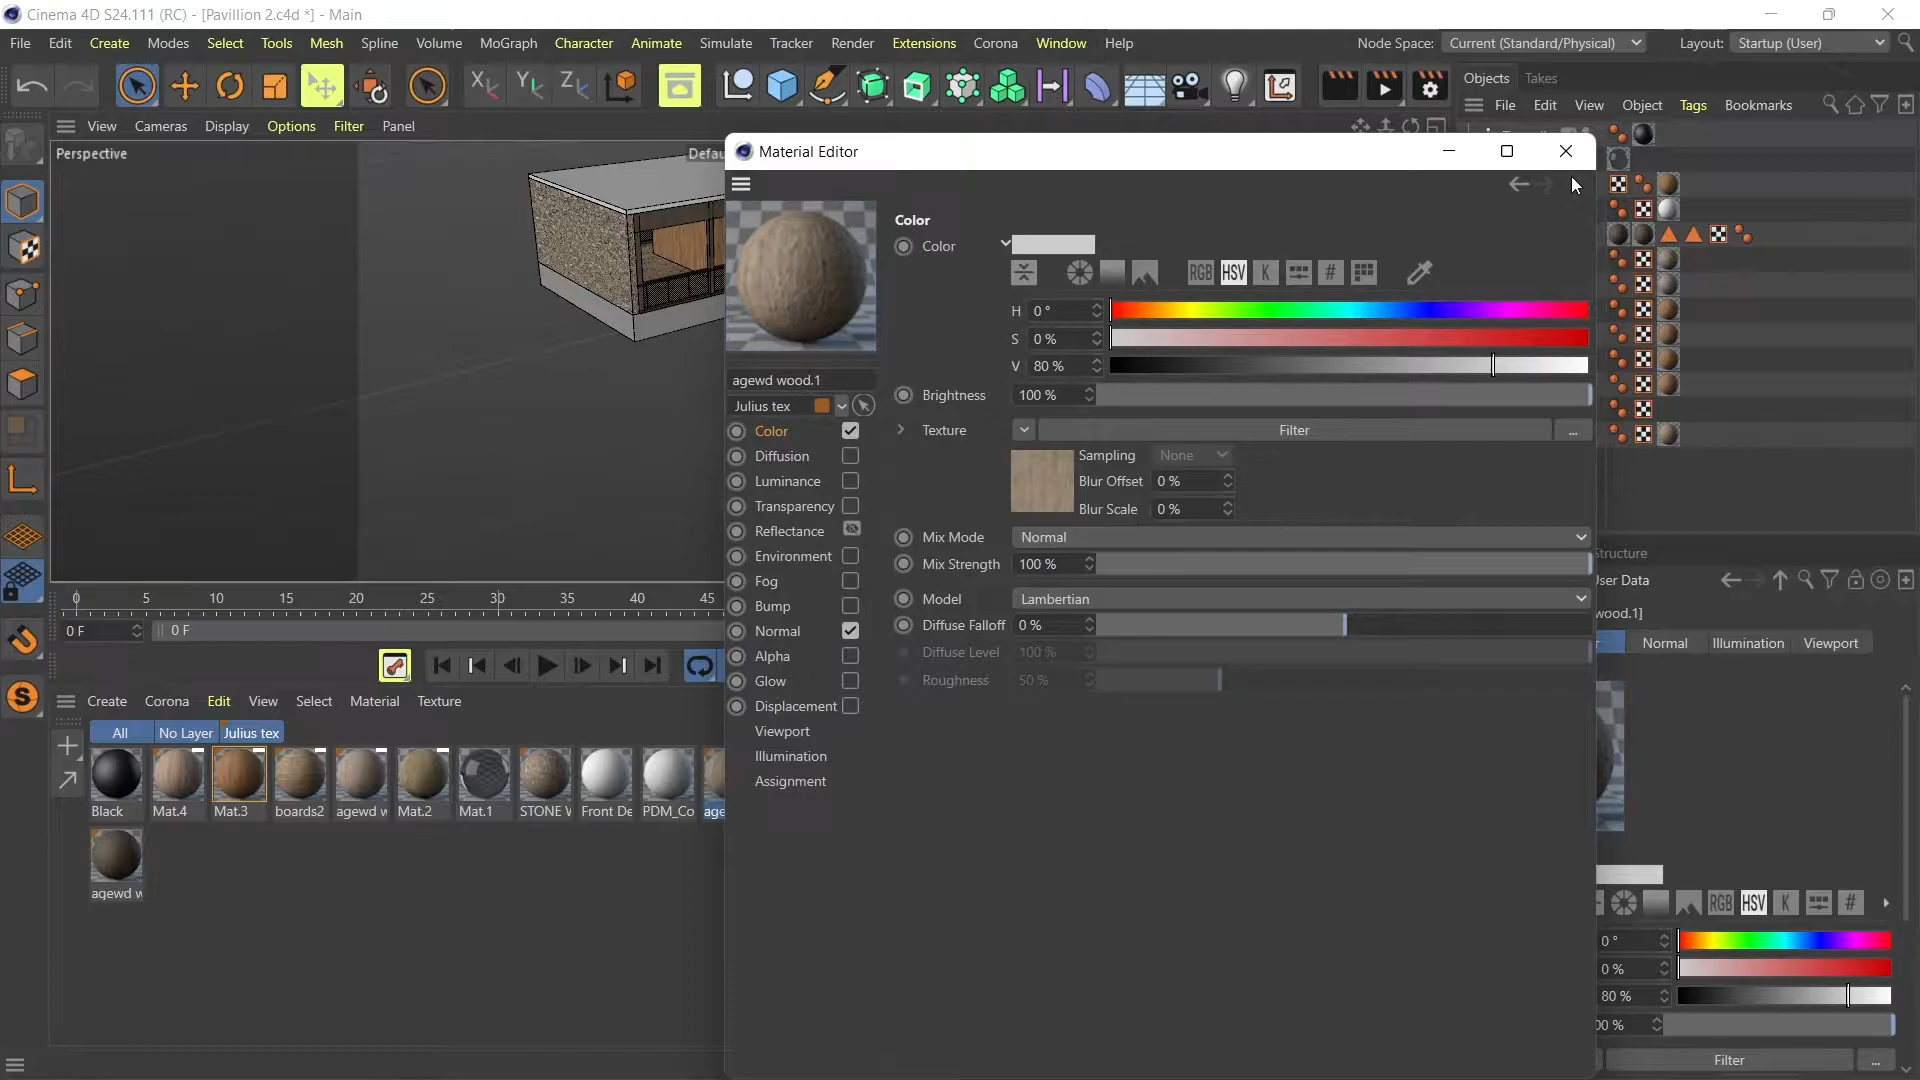 Cinema 4D S24.111 (RC) - [Pavillion 2.c4d *] - Main
File Edit Create Modes Select Tools Mesh Spline Volume MoGraph Character Animate Simulate Tracker Render Extensions Corona Window Help Node Space: Current (Standard/Physical) Layout: Startup (User)
X Y Z Objects Takes
File Edit View Object Tags Bookmarks
View Cameras Display Options Filter Panel
Perspective Defau
Material Editor
Color
Color
RGB HSV K #
H 0 °
S 0 %
V 80 %
agewd wood.1
Julius tex
Brightness 100 %
Texture Filter ...
Sampling None
Blur Offset 0 %
Blur Scale 0 %
Mix Mode Normal
Mix Strength 100 %
Model Lambertian
Diffuse Falloff 0 %
Diffuse Level 100 %
Roughness 50 %
Color
Diffusion
Luminance
Transparency
Reflectance
Environment
Fog
Bump
Normal
Alpha
Glow
Displacement
Viewport
Illumination
Assignment
0 5 10 15 20 25 30 35 40 45
0 F 0 F
Create Corona Edit View Select Material Texture
All No Layer Julius tex
Black Mat.4 Mat.3 boards2 agewd w Mat.2 Mat.1 STONE V Front De PDM_Co age
agewd w
Structure
User Data
wood.1]
Normal Illumination Viewport
RGB HSV K #
0 °
0 %
80 %
00 %
Filter ...